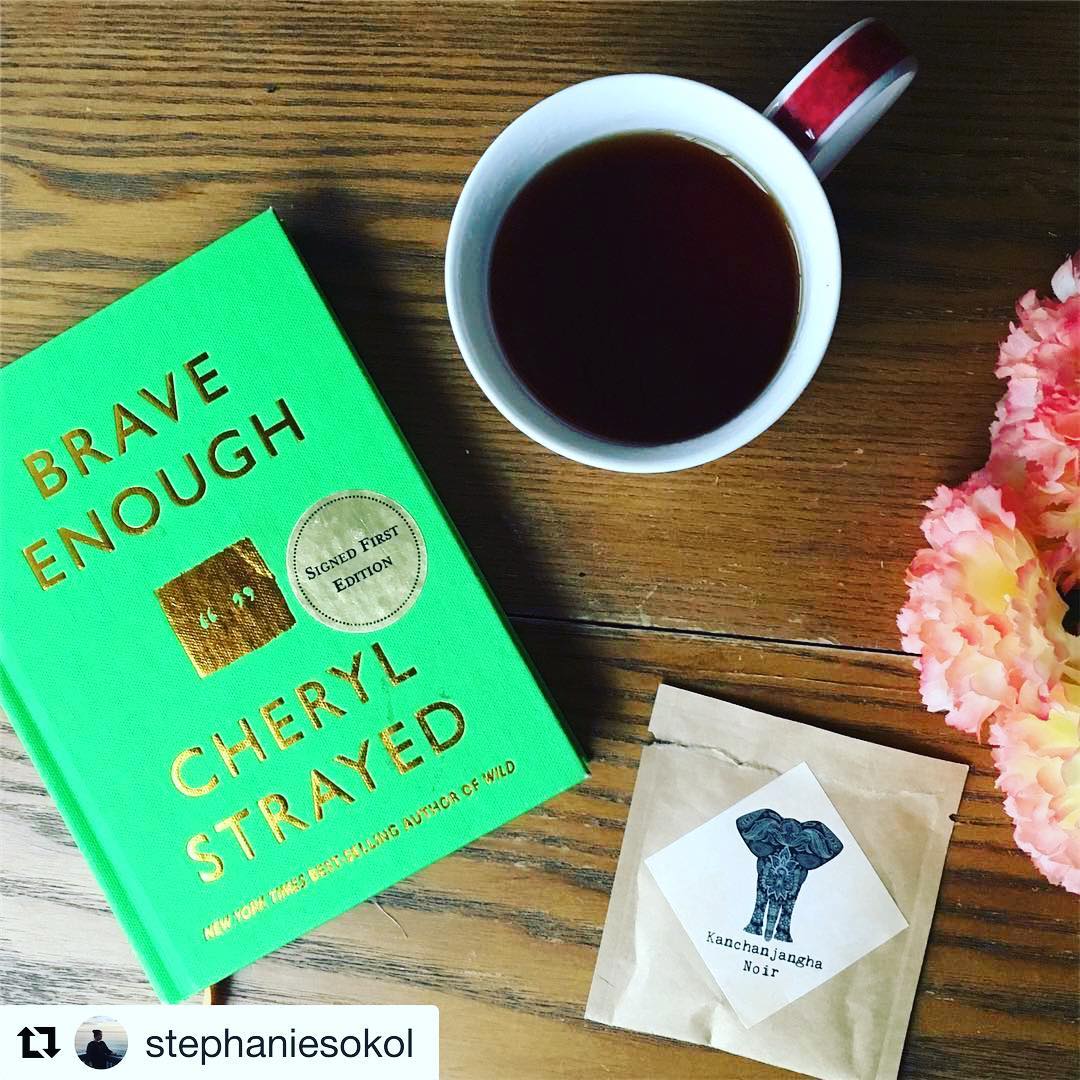 BRAVE
ENOUGH
“ ”
SIGNED FIRST
EDITION
CHERYL
STRAYED
NEW YORK TIMES BEST-SELLING AUTHOR OF WILD
Kanchanjangha
Noir
stephaniesokol